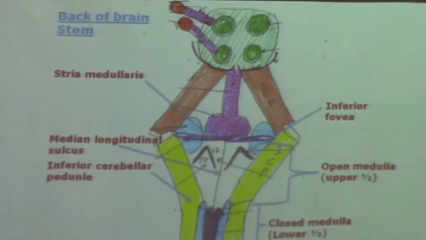 Back of brain
Stem
Stria medullaris
Inferior
fovea
Median longitudinal
sulcus
Inferior cerebellar
pedunle
Open medulla
(upper ½)
Closed medulla
(Lower ½)